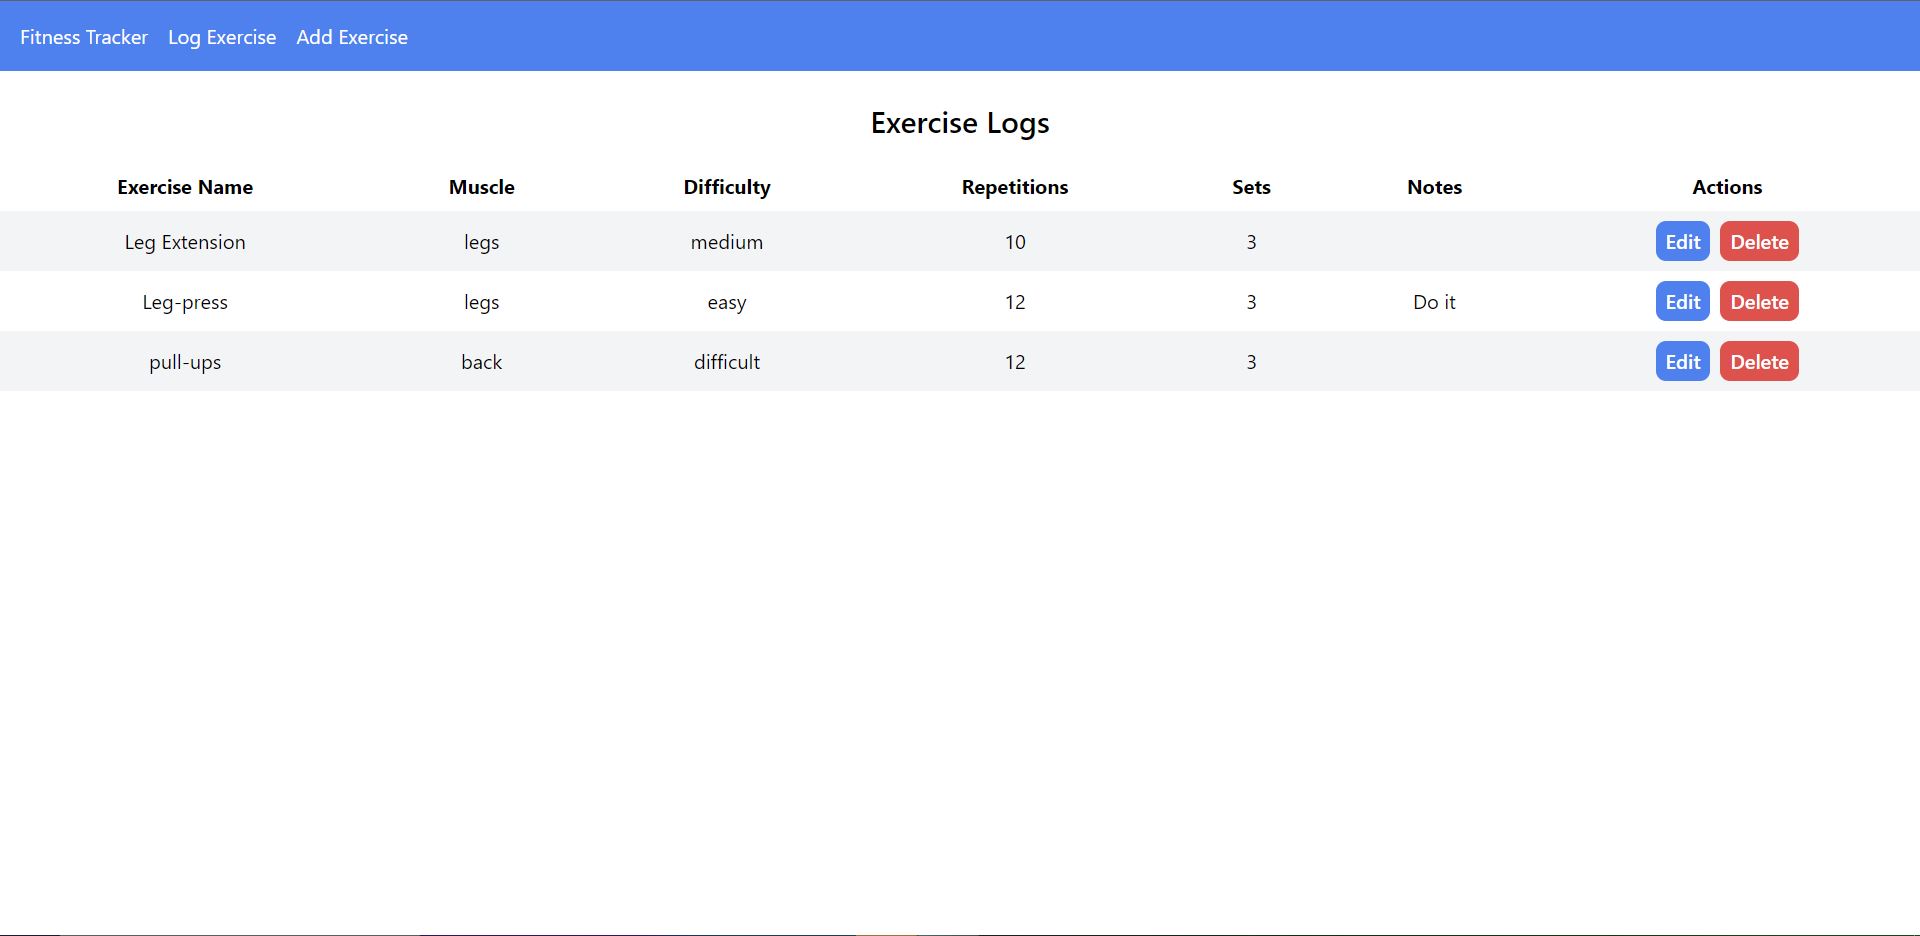 Fitness Tracker Log Exercise Add Exercise
Exercise Logs
Exercise Name Muscle Difficulty Repetitions Sets Notes Actions
Leg Extension legs medium 10 3 Edit Delete
Leg-press legs easy 12 3 Do it Edit Delete
pull-ups back difficult 12 3 Edit Delete